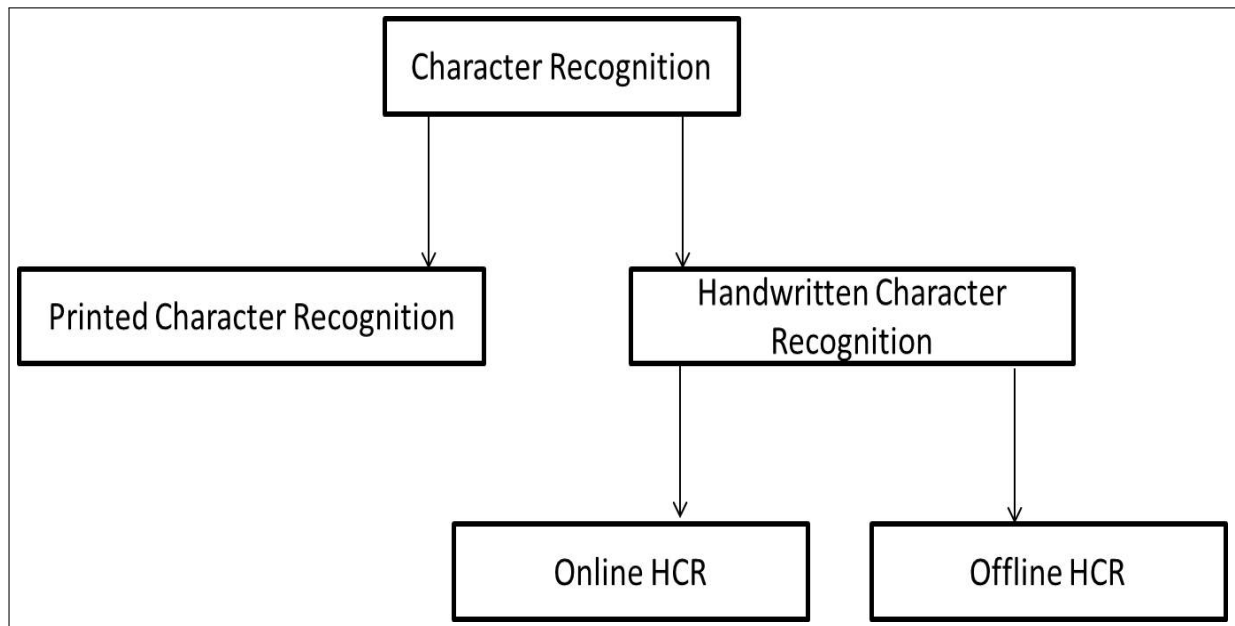 Character Recognition
Printed Character Recognition
Handwritten Character
Recognition
Online HCR
Offline HCR